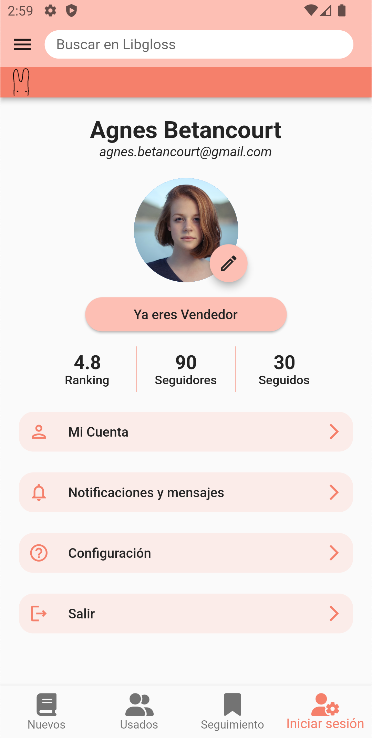 2:59
Buscar en Libgloss
Agnes Betancourt
agnes.betancourt@gmail.com
Ya eres Vendedor
4.8 90 30
Ranking Seguidores Seguidos
Mi Cuenta
Notificaciones y mensajes
Configuración
Salir
Nuevos Usados Seguimiento Iniciar sesión